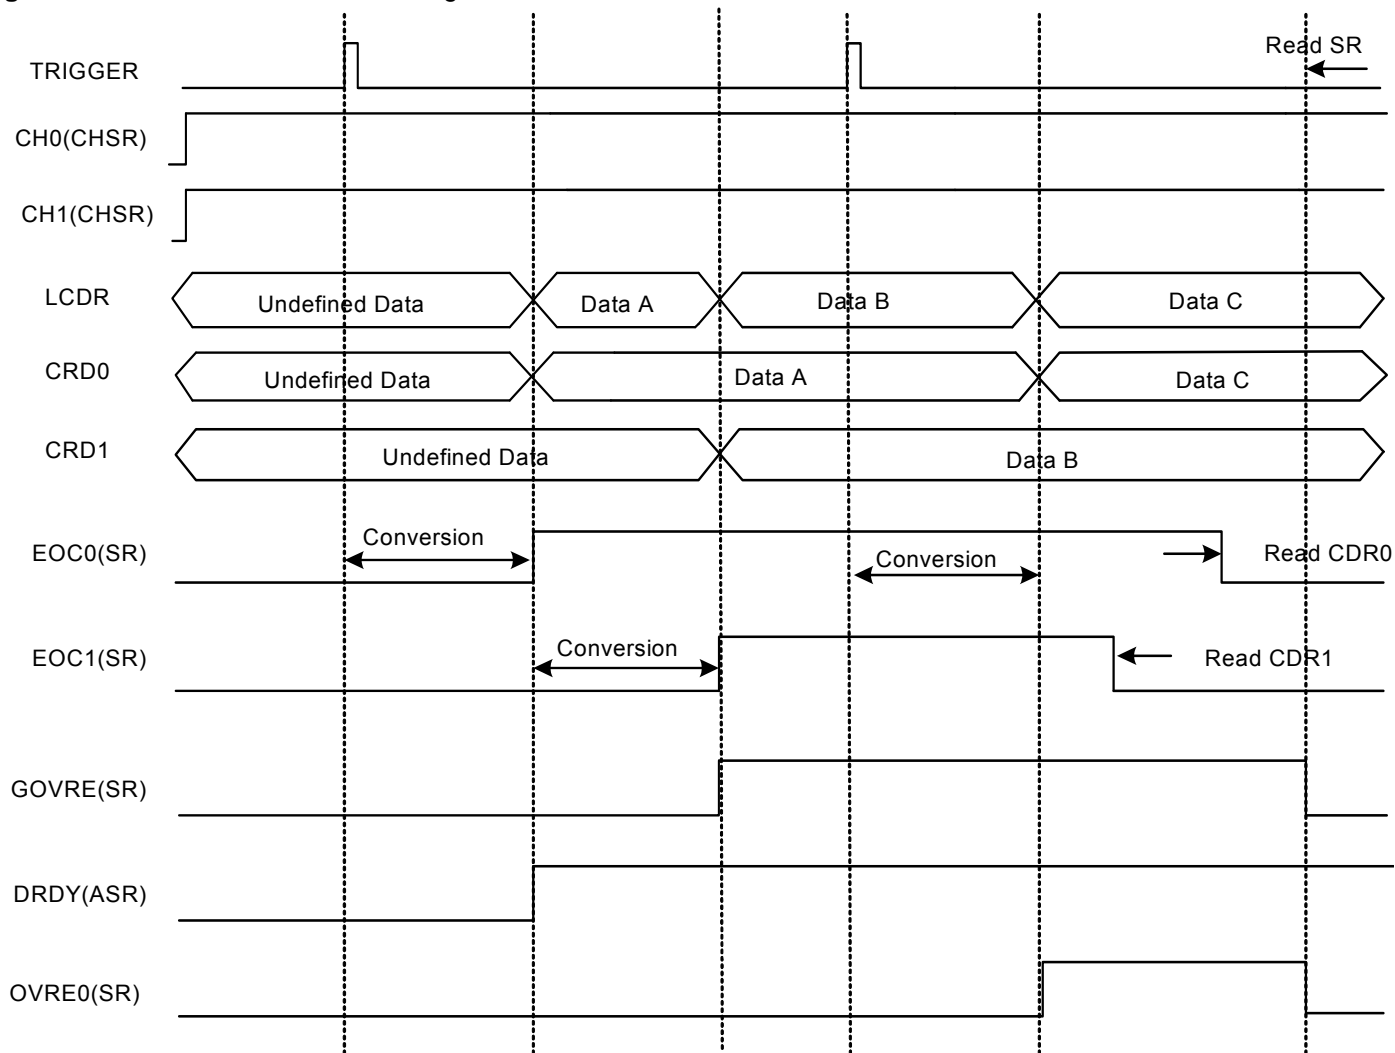 Read SR
TRIGGER
CH0(CHSR)
CH1(CHSR)
LCDR
Undefined Data
Data A
Data B
Data C
CRD0
Undefined Data
Data A
Data C
CRD1
Undefined Data
Data B
EOC0(SR)
Conversion
Conversion
Read CDR0
EOC1(SR)
Conversion
Read CDR1
GOVRE(SR)
DRDY(ASR)
OVRE0(SR)